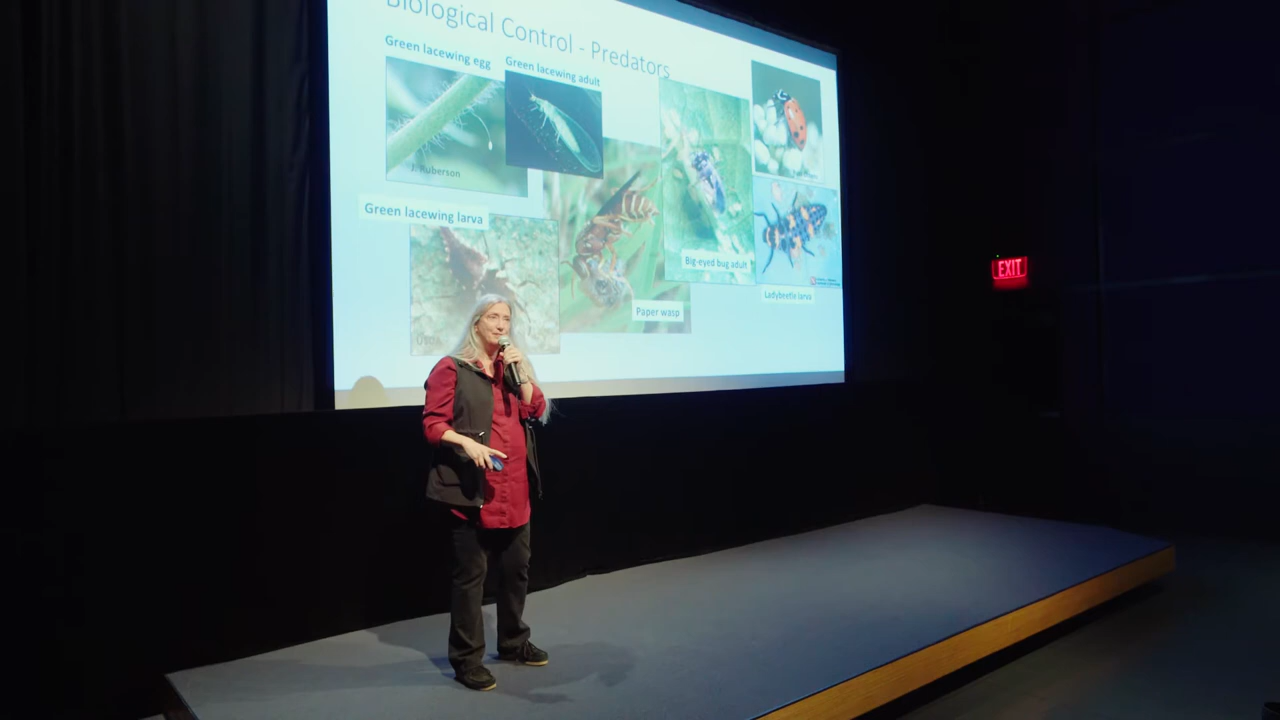 Biological Control - Predators
Green lacewing egg
Green lacewing adult
J. Ruberson
Green lacewing larva
Big-eyed bug adult
Ladybeetle larva
Paper wasp
USDA
EXIT